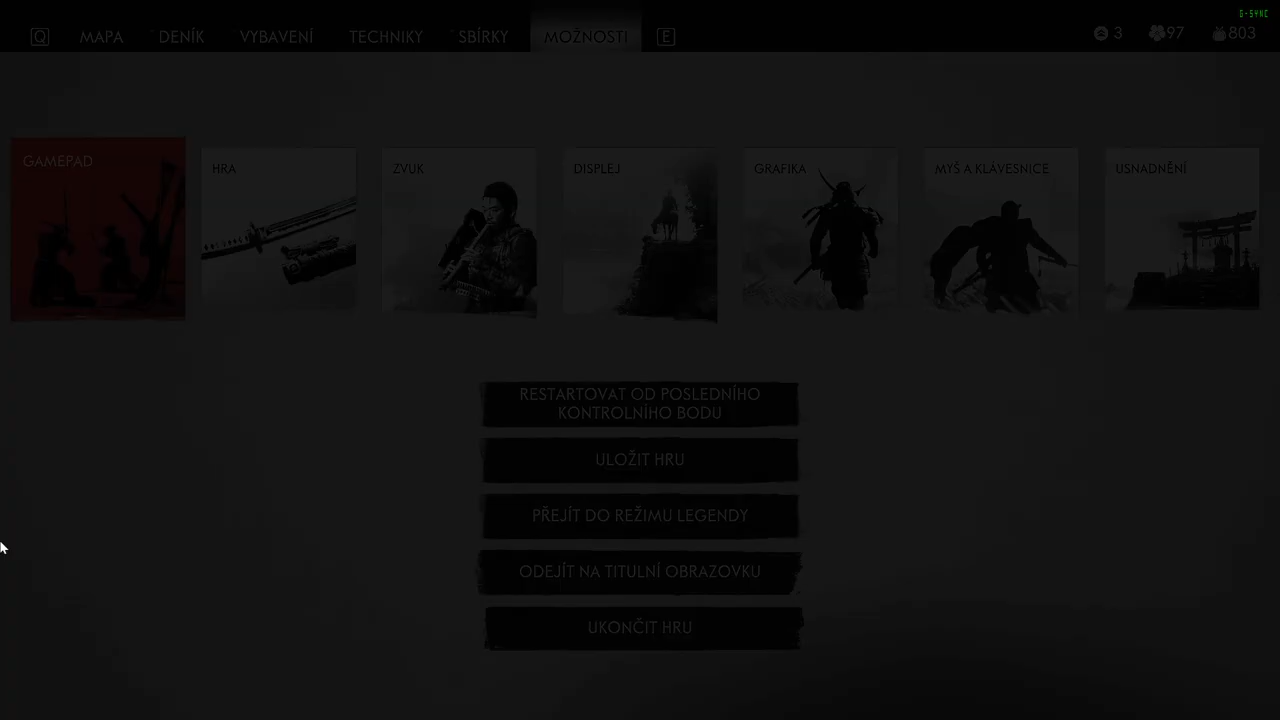 G-SYNC
Q MAPA DENÍK VYBAVENÍ TECHNIKY SBÍRKY MOŽNOSTI E 3 97 803
GAMEPAD HRA ZVUK DISPLEJ GRAFIKA MYŠ A KLÁVESNICE USNADNĚNÍ
RESTARTOVAT OD POSLEDNÍHO
KONTROLNÍHO BODU
ULOŽIT HRU
PŘEJÍT DO REŽIMU LEGENDY
ODEJÍT NA TITULNÍ OBRAZOVKU
UKONČIT HRU